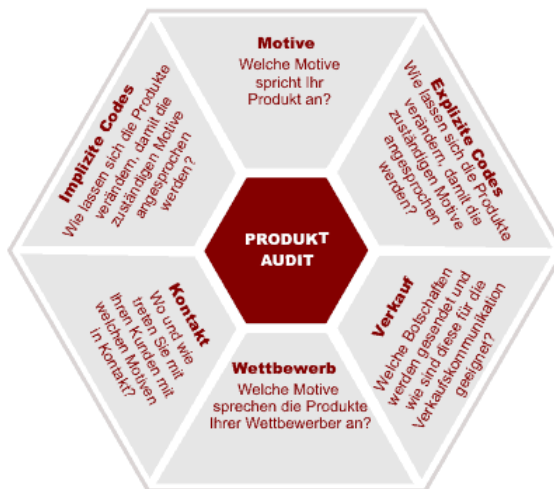 Motive
Welche Motive
spricht Ihr
Produkt an?
Explizite Codes
Wie lassen sich die Produkte
verändern, damit die
zuständigen Motive
angesprochen
werden?
Verkauf
Welche Botschaften
werden gesendet und
wie sind diese für die
Verkaufskommunikation
geeignet?
Wettbewerb
Welche Motive
sprechen die Produkte
Ihrer Wettbewerber an?
Kontakt
Wo und wie
treten Sie mit
ihren Kunden mit
welchen Motiven
in Kontakt?
Implizite Codes
Wie lassen sich die Produkte
verändern, damit die
zuständigen Motive
angesprochen
werden?
PRODUKT
AUDIT